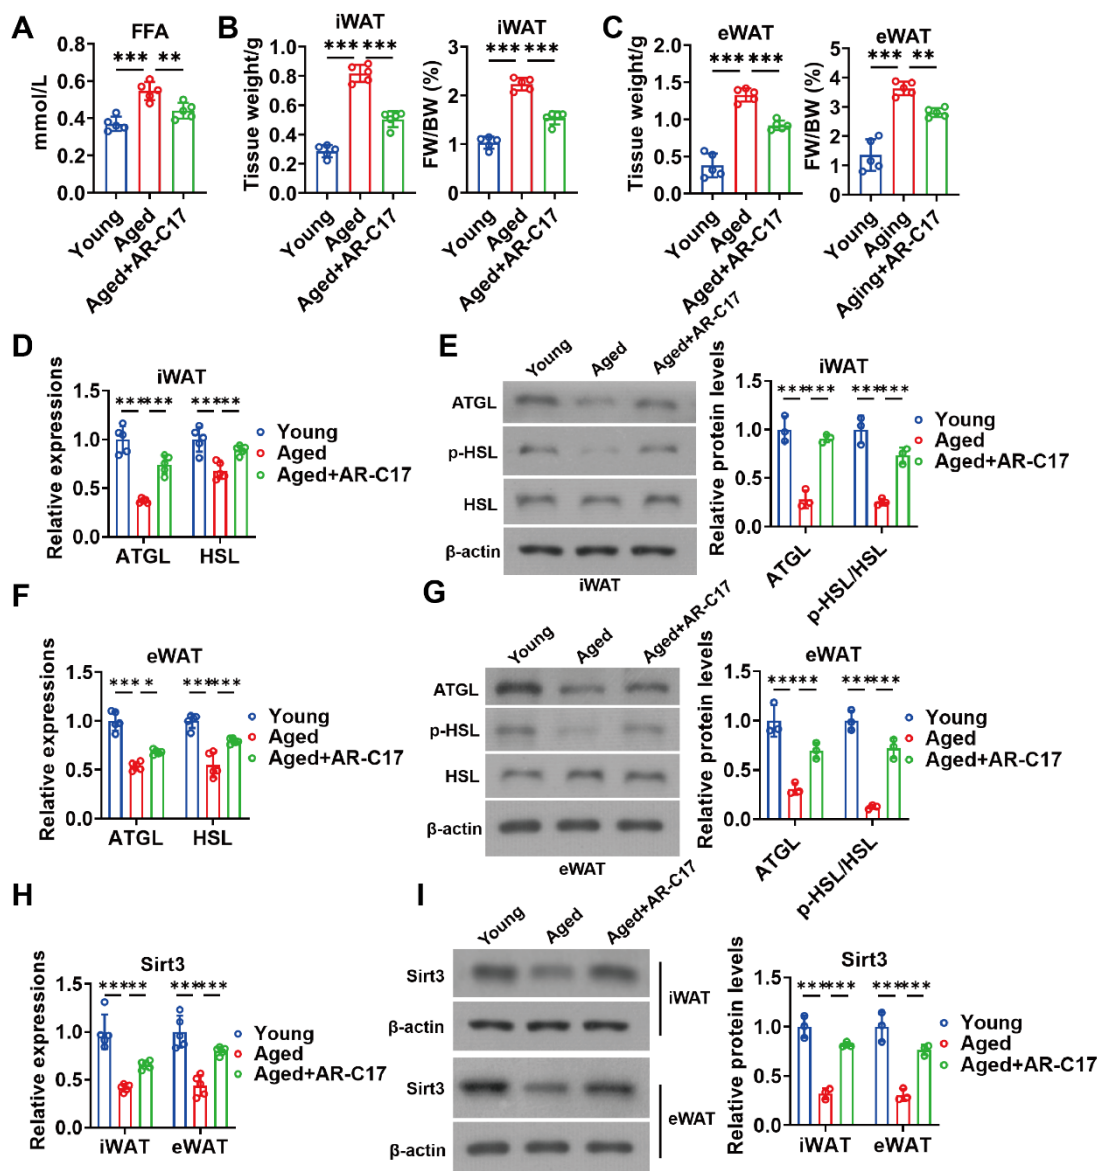 A
FFA
mmol/L
0.8
0.6
0.4
0.2
0.0
*** **
Young
Aged
Aged+AR-C17
B
iWAT
Tissue weight/g
1.0
0.8
0.6
0.4
0.2
0.0
*** ***
Young
Aged
Aged+AR-C17
iWAT
FW/BW (%)
3
2
1
0
*** ***
Young
Aged
Aged+AR-C17
C
eWAT
Tissue weight/g
2.0
1.5
1.0
0.5
0.0
*** ***
Young
Aged
Aged+AR-C17
eWAT
FW/BW (%)
5
4
3
2
1
0
*** **
Young
Aging
Aging+AR-C17
D
iWAT
Relative expressions
1.5
1.0
0.5
0.0
ATGL HSL
Young
Aged
Aged+AR-C17
E
Young
Aged
Aged+AR-C17
ATGL
p-HSL
HSL
β-actin
iWAT
iWAT
Relative protein levels
1.5
1.0
0.5
0.0
ATGL
p-HSL/HSL
Young
Aged
Aged+AR-C17
F
eWAT
Relative expressions
1.5
1.0
0.5
0.0
*** *
ATGL HSL
Young
Aged
Aged+AR-C17
G
Young
Aged
Aged+AR-C17
ATGL
p-HSL
HSL
β-actin
eWAT
eWAT
Relative protein levels
1.5
1.0
0.5
0.0
ATGL
p-HSL/HSL
Young
Aged
Aged+AR-C17
H
Sirt3
Relative expressions
1.5
1.0
0.5
0.0
iWAT eWAT
Young
Aged
Aged+AR-C17
I
Young
Aged
Aged+AR-C17
Sirt3
β-actin
iWAT
Sirt3
β-actin
eWAT
Sirt3
Relative protein levels
1.5
1.0
0.5
0.0
iWAT eWAT
Young
Aged
Aged+AR-C17